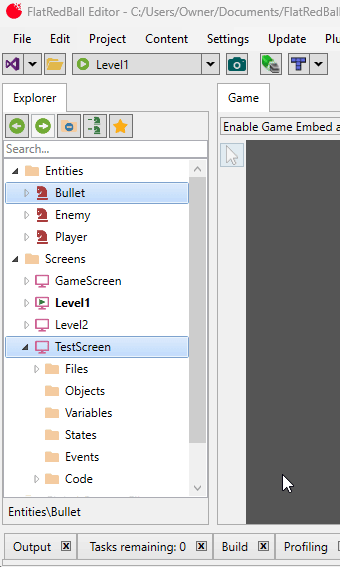 FlatRedBall Editor - C:/Users/Owner/Documents/FlatRedBall
File Edit Project Content Settings Update Plu
Level1
Explorer
Game
Enable Game Embed a
Search...
Entities
Bullet
Enemy
Player
Screens
GameScreen
Level1
Level2
TestScreen
Files
Objects
Variables
States
Events
Code
Entities\Bullet
Output Tasks remaining: 0 Build Profiling